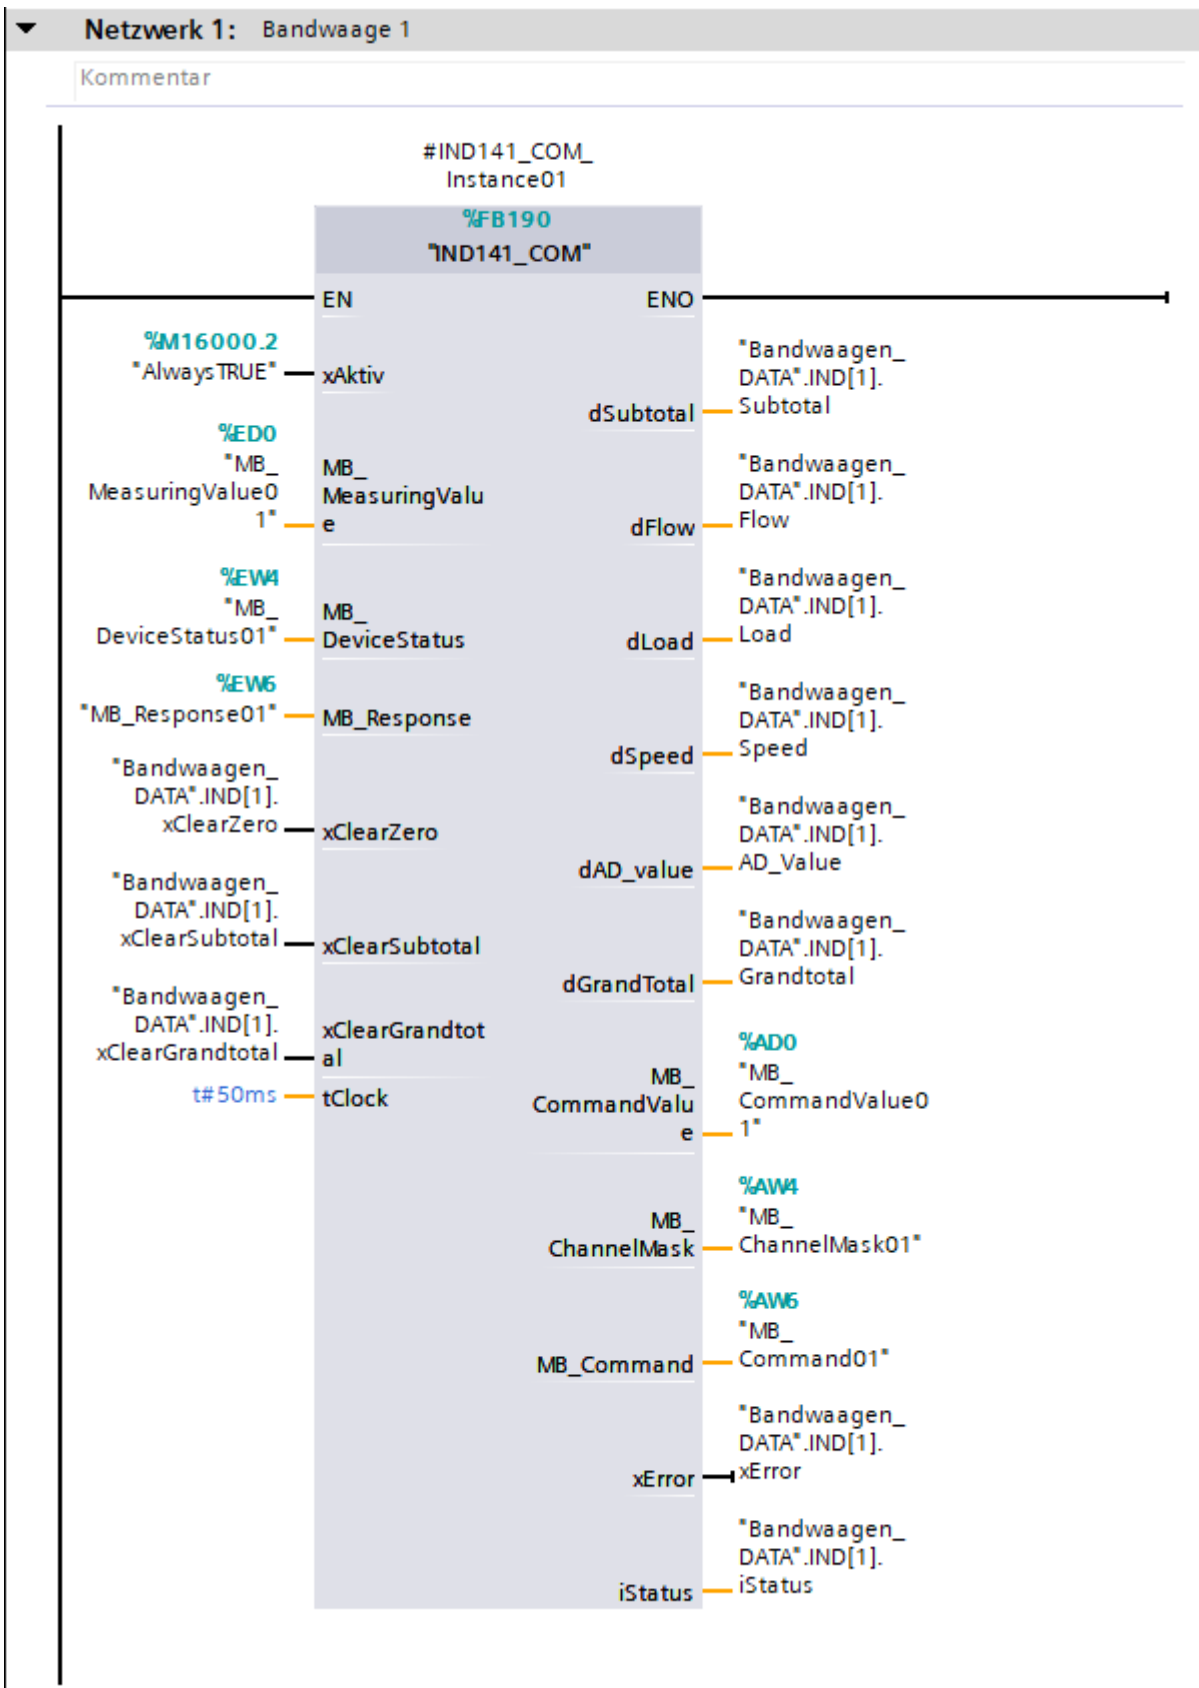 Netzwerk 1: Bandwaage 1
Kommentar
#IND141_COM_
Instance01
%FB190
"IND141_COM"
EN
ENO
%M16000.2
"AlwaysTRUE"
xAktiv
"Bandwaagen_
DATA".IND[1].
Subtotal
dSubtotal
%ED0
"MB_
MeasuringValue0
1"
MB_
MeasuringValu
e
"Bandwaagen_
DATA".IND[1].
Flow
dFlow
%EW4
"MB_
DeviceStatus01"
MB_
DeviceStatus
"Bandwaagen_
DATA".IND[1].
Load
dLoad
%EW6
"MB_Response01"
MB_Response
"Bandwaagen_
DATA".IND[1].
Speed
dSpeed
"Bandwaagen_
DATA".IND[1].
xClearZero
xClearZero
"Bandwaagen_
DATA".IND[1].
AD_Value
dAD_value
"Bandwaagen_
DATA".IND[1].
xClearSubtotal
xClearSubtotal
"Bandwaagen_
DATA".IND[1].
Grandtotal
dGrandTotal
"Bandwaagen_
DATA".IND[1].
xClearGrandtotal
xClearGrandtot
al
t#50ms
tClock
%AD0
"MB_
CommandValue0
1"
MB_
CommandValu
e
%AW4
"MB_
ChannelMask01"
MB_
ChannelMask
%AW6
"MB_
Command01"
MB_Command
"Bandwaagen_
DATA".IND[1].
xError
xError
"Bandwaagen_
DATA".IND[1].
iStatus
iStatus